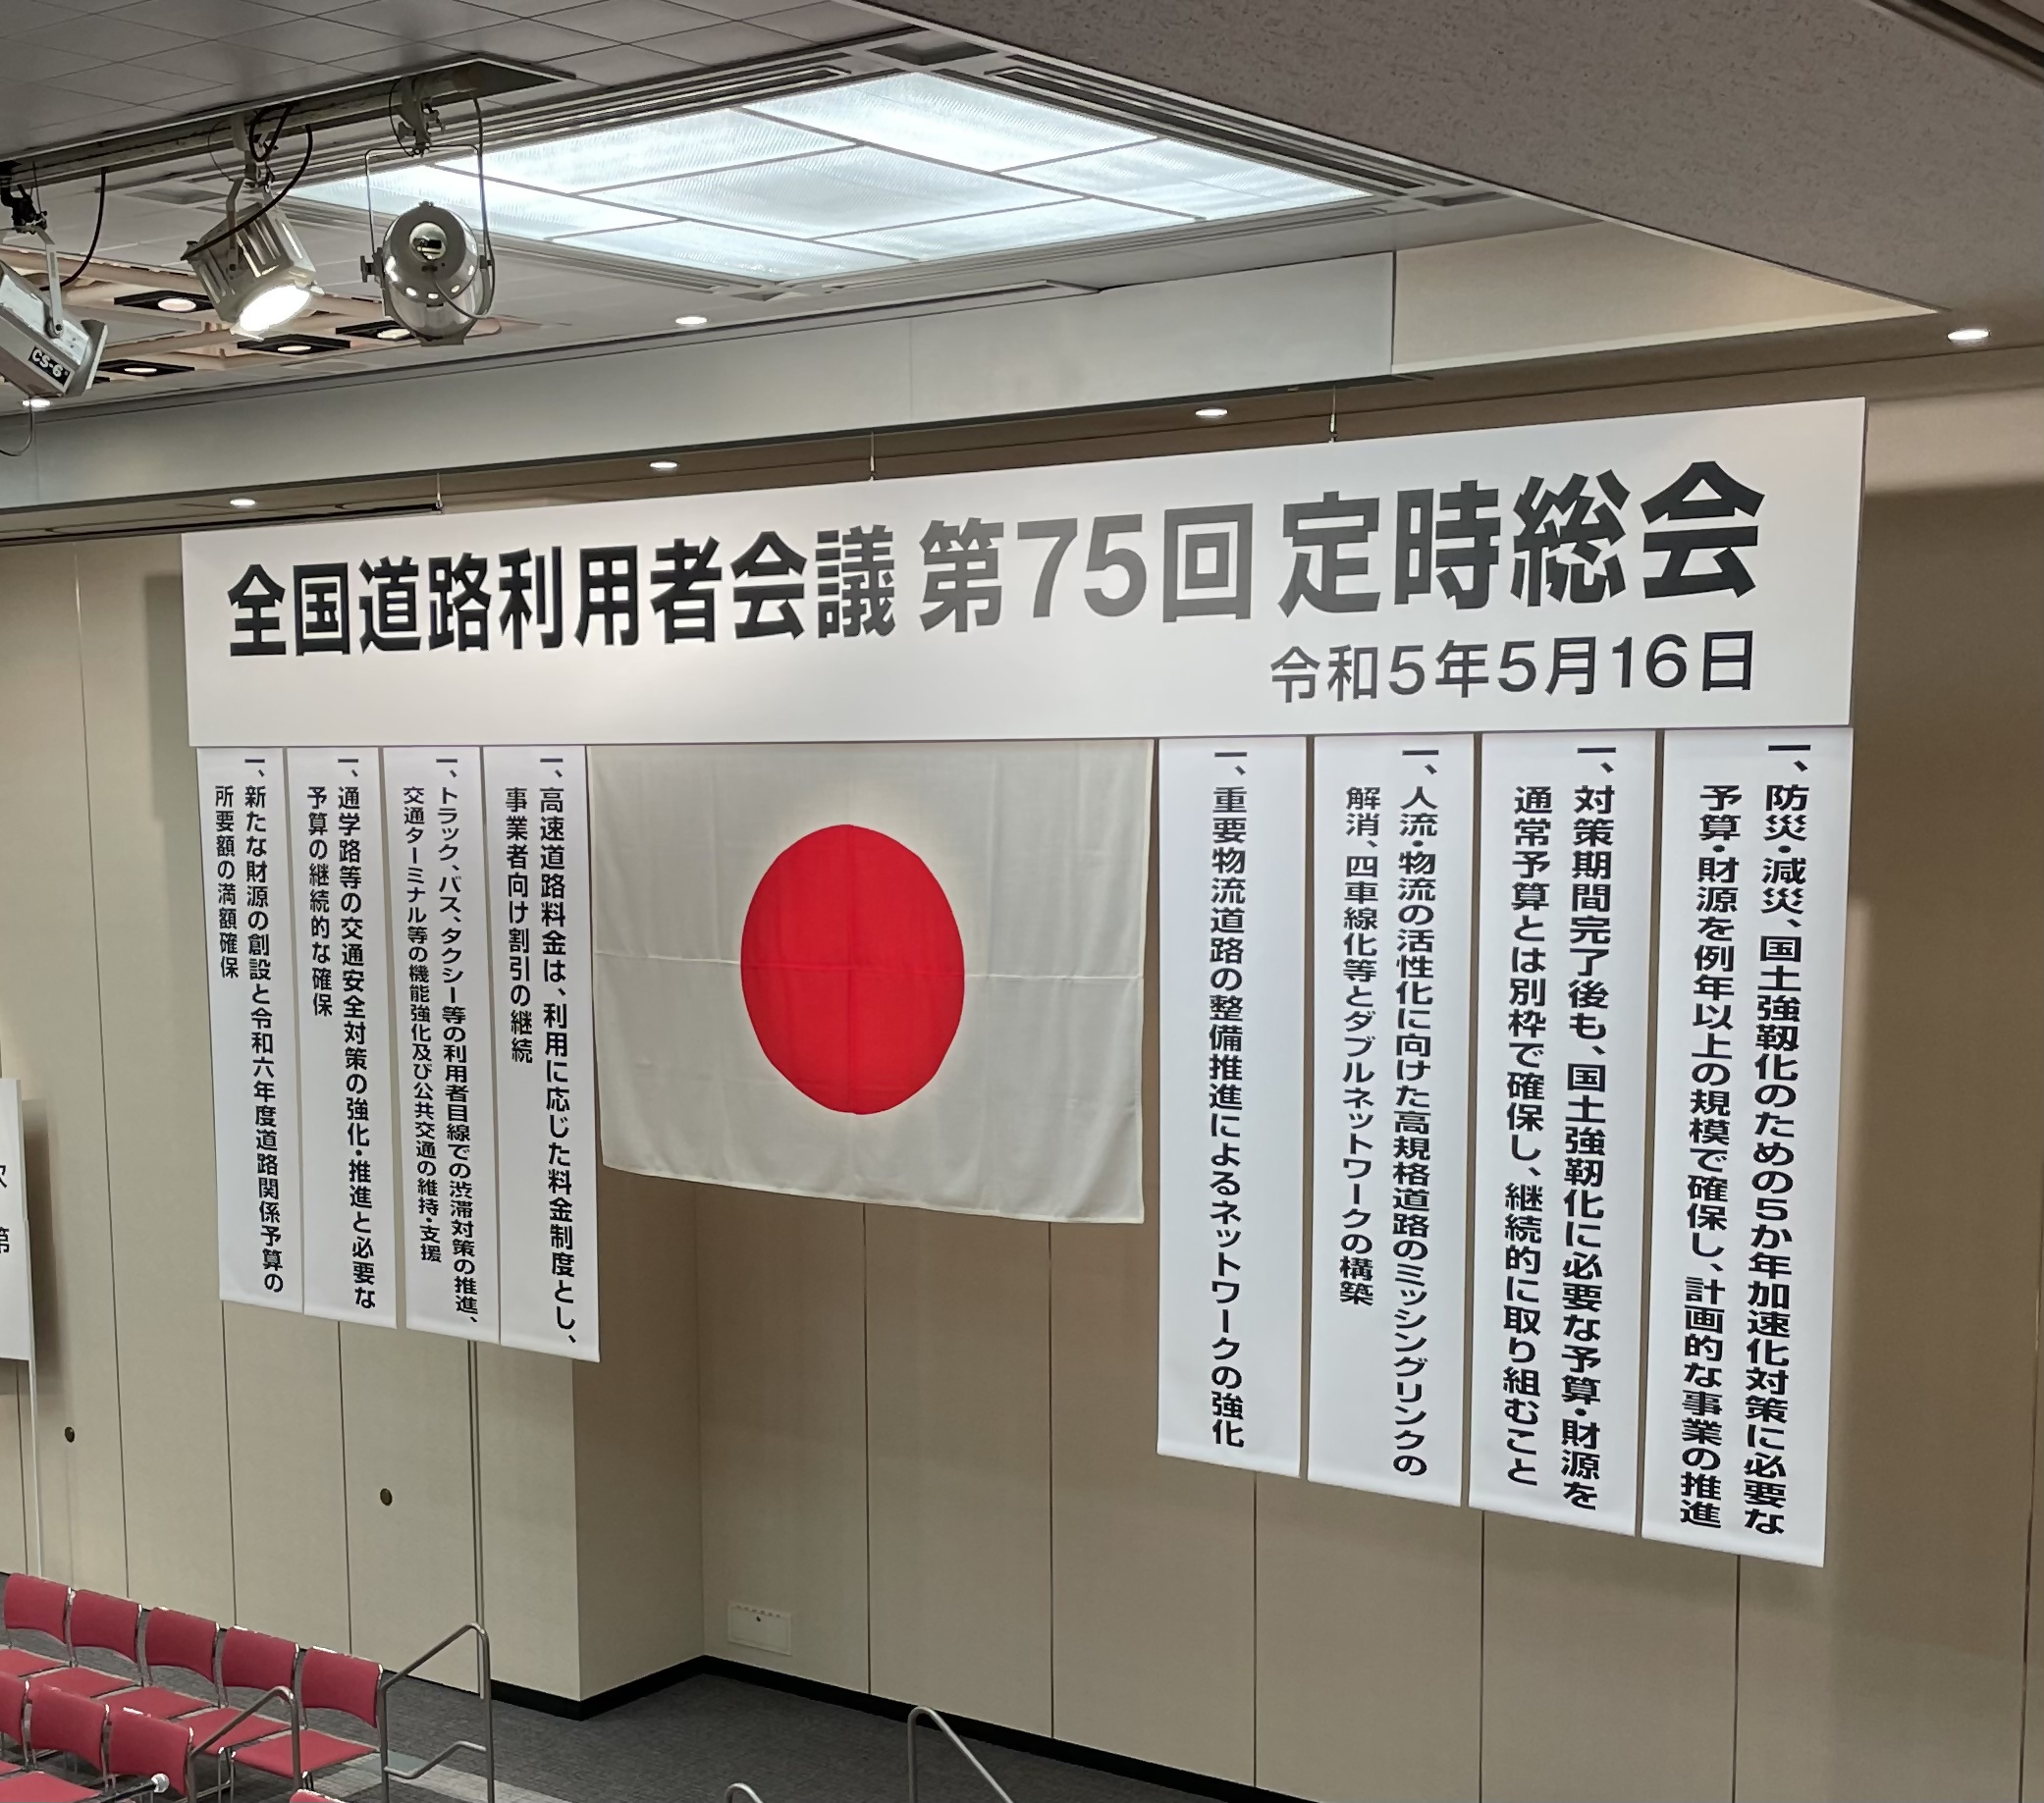 全国道路利用者会議 第75回 定時総会
令和5年5月16日
一、防災・減災、国土強靱化のための5か年加速化対策に必要な
予算・財源を例年以上の規模で確保し、計画的な事業の推進
一、対策期間完了後も、国土強靱化に必要な予算・財源を
通常予算とは別枠で確保し、継続的に取り組むこと
一、人流・物流の活性化に向けた高規格道路のミッシングリンクの
解消、四車線化等とダブルネットワークの構築
一、重要物流道路の整備推進によるネットワークの強化
一、高速道路料金は、利用に応じた料金制度とし、
事業者向け割引の継続
一、トラック、バス、タクシー等の利用者目線での渋滞対策の推進、
交通ターミナル等の機能強化及び公共交通の維持・支援
一、通学路等の交通安全対策の強化・推進と必要な
予算の継続的な確保
一、新たな財源の創設と令和六年度道路関係予算の
所要額の満額確保
CS-6